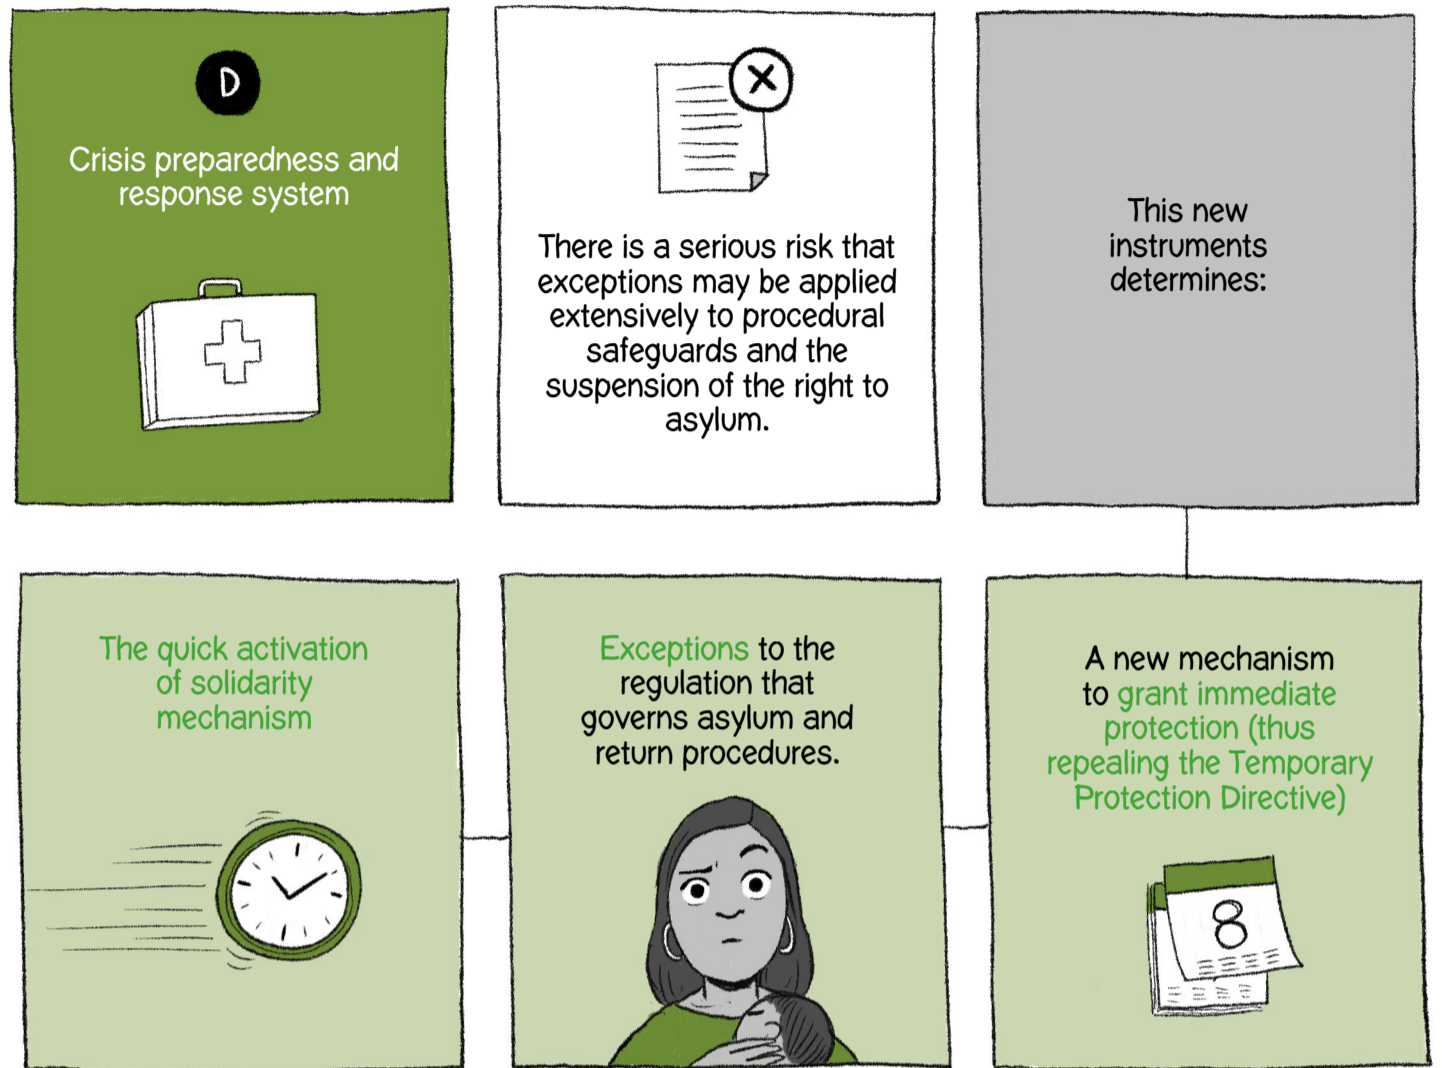 D
Crisis preparedness and
response system
X
There is a serious risk that
exceptions may be applied
extensively to procedural
safeguards and the
suspension of the right to
asylum.
This new
instruments
determines:
The quick activation
of solidarity
mechanism
Exceptions to the
regulation that
governs asylum and
return procedures.
A new mechanism
to grant immediate
protection (thus
repealing the Temporary
Protection Directive)
8